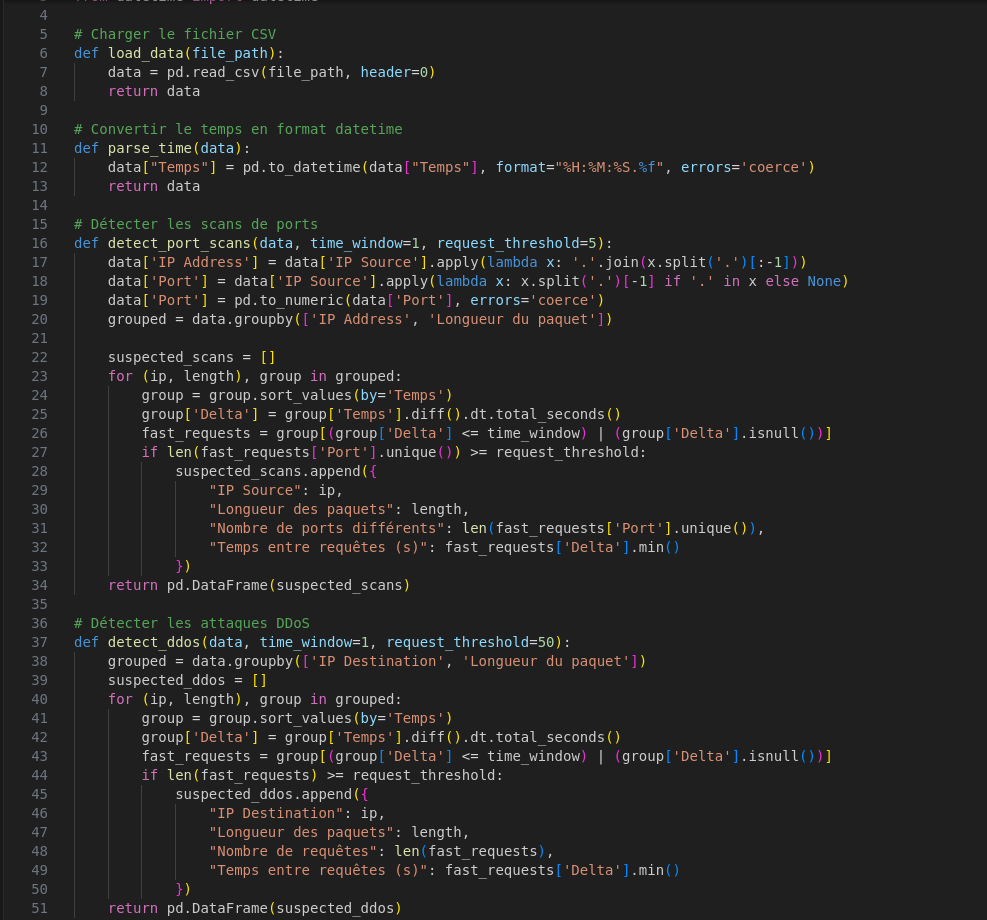 4
5 # Charger le fichier CSV
6 def load_data(file_path):
7     data = pd.read_csv(file_path, header=0)
8     return data
9
10 # Convertir le temps en format datetime
11 def parse_time(data):
12     data["Temps"] = pd.to_datetime(data["Temps"], format="%H:%M:%S.%f", errors='coerce')
13     return data
14
15 # Détecter les scans de ports
16 def detect_port_scans(data, time_window=1, request_threshold=5):
17     data['IP Address'] = data['IP Source'].apply(lambda x: '.'.join(x.split('.')[:-1]))
18     data['Port'] = data['IP Source'].apply(lambda x: x.split('.')[-1] if '.' in x else None)
19     data['Port'] = pd.to_numeric(data['Port'], errors='coerce')
20     grouped = data.groupby(['IP Address', 'Longueur du paquet'])
21
22     suspected_scans = []
23     for (ip, length), group in grouped:
24         group = group.sort_values(by='Temps')
25         group['Delta'] = group['Temps'].diff().dt.total_seconds()
26         fast_requests = group[(group['Delta'] <= time_window) | (group['Delta'].isnull())]
27         if len(fast_requests['Port'].unique()) >= request_threshold:
28             suspected_scans.append({
29                 "IP Source": ip,
30                 "Longueur des paquets": length,
31                 "Nombre de ports différents": len(fast_requests['Port'].unique()),
32                 "Temps entre requêtes (s)": fast_requests['Delta'].min()
33             })
34     return pd.DataFrame(suspected_scans)
35
36 # Détecter les attaques DDoS
37 def detect_ddos(data, time_window=1, request_threshold=50):
38     grouped = data.groupby(['IP Destination', 'Longueur du paquet'])
39     suspected_ddos = []
40     for (ip, length), group in grouped:
41         group = group.sort_values(by='Temps')
42         group['Delta'] = group['Temps'].diff().dt.total_seconds()
43         fast_requests = group[(group['Delta'] <= time_window) | (group['Delta'].isnull())]
44         if len(fast_requests) >= request_threshold:
45             suspected_ddos.append({
46                 "IP Destination": ip,
47                 "Longueur des paquets": length,
48                 "Nombre de requêtes": len(fast_requests),
49                 "Temps entre requêtes (s)": fast_requests['Delta'].min()
50             })
51     return pd.DataFrame(suspected_ddos)